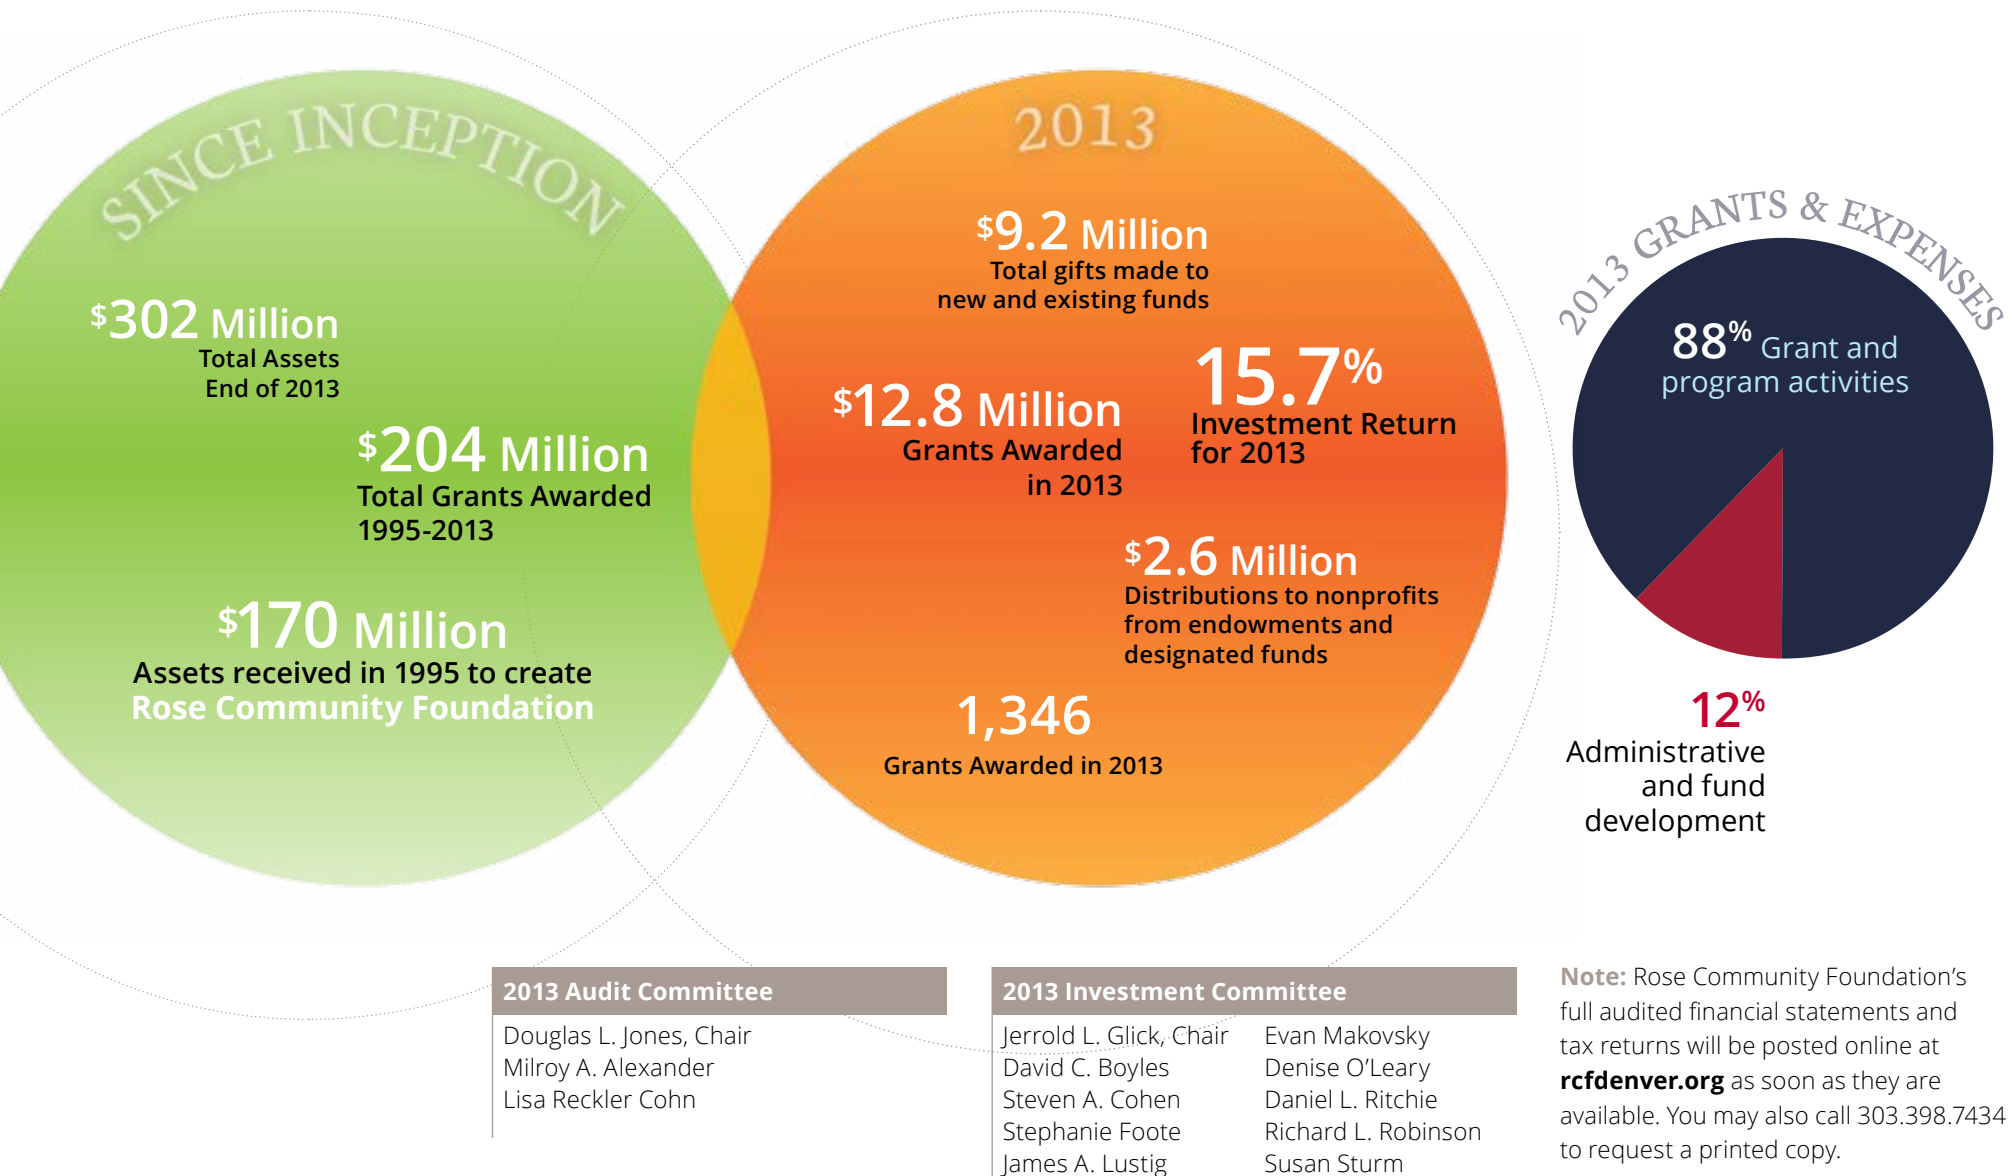 SINCE INCEPTION
$302 Million
Total Assets
End of 2013
$204 Million
Total Grants Awarded
1995-2013
$170 Million
Assets received in 1995 to create
Rose Community Foundation
2013
$9.2 Million
Total gifts made to
new and existing funds
15.7%
Investment Return
for 2013
$12.8 Million
Grants Awarded
in 2013
$2.6 Million
Distributions to nonprofits
from endowments and
designated funds
1,346
Grants Awarded in 2013
2013 GRANTS & EXPENSES
88% Grant and
program activities
12%
Administrative
and fund
development
2013 Audit Committee
Douglas L. Jones, Chair
Milroy A. Alexander
Lisa Reckler Cohn
2013 Investment Committee
Jerrold L. Glick, Chair
David C. Boyles
Steven A. Cohen
Stephanie Foote
James A. Lustig
Evan Makovsky
Denise O’Leary
Daniel L. Ritchie
Richard L. Robinson
Susan Sturm
Note: Rose Community Foundation’s
full audited financial statements and
tax returns will be posted online at
rcfdenver.org as soon as they are
available. You may also call 303.398.7434
to request a printed copy.